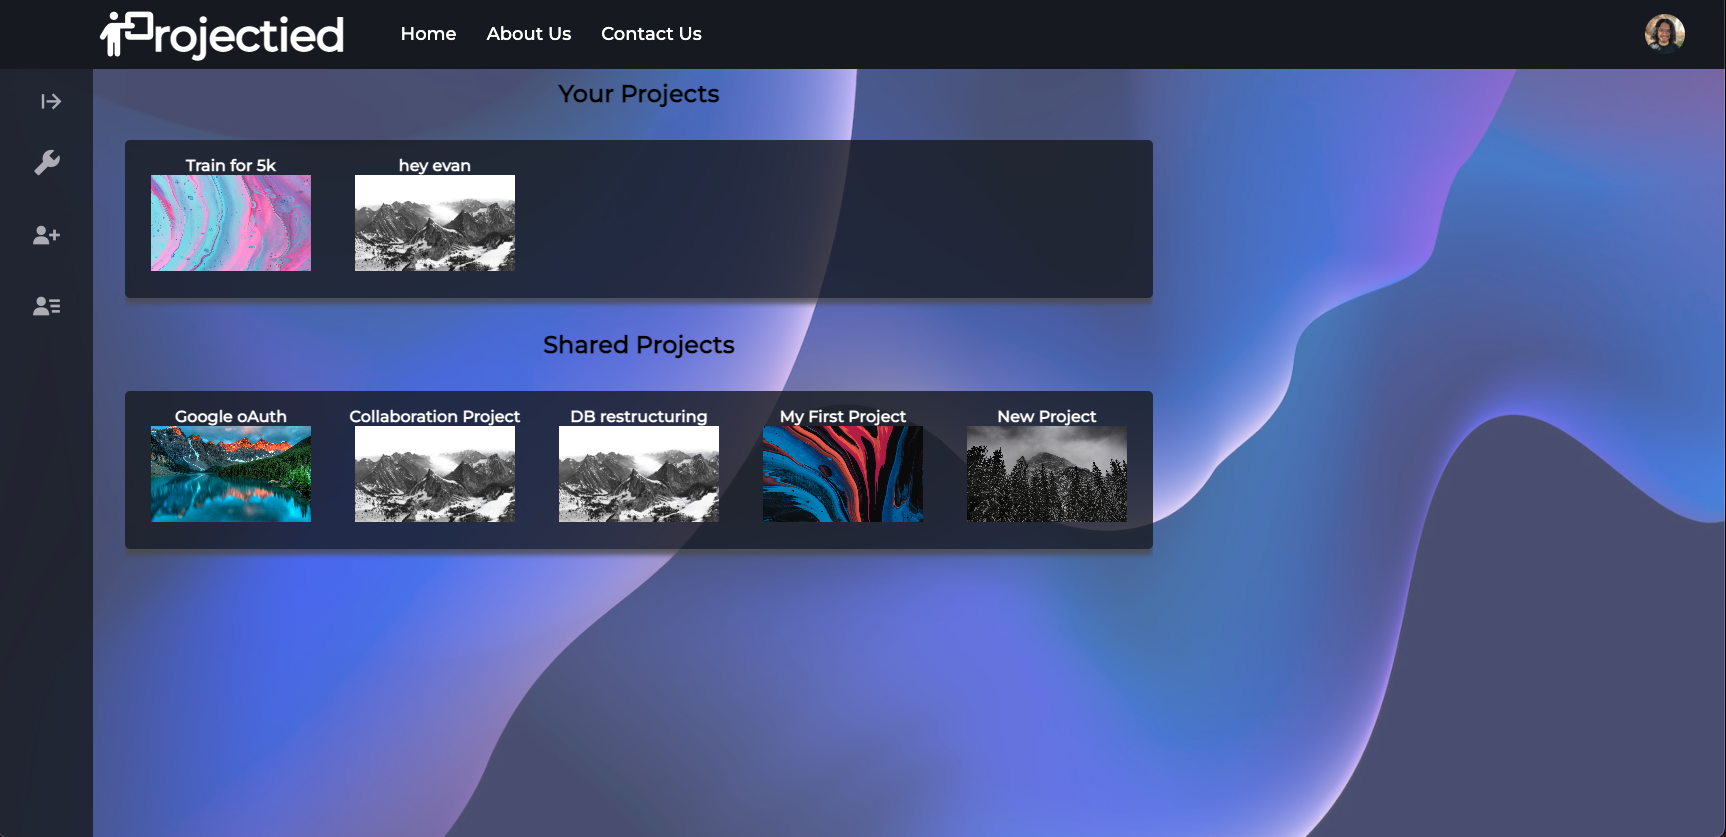 Projectied
Home About Us Contact Us
Your Projects
Train for 5k hey evan
Shared Projects
Google oAuth Collaboration Project DB restructuring My First Project New Project